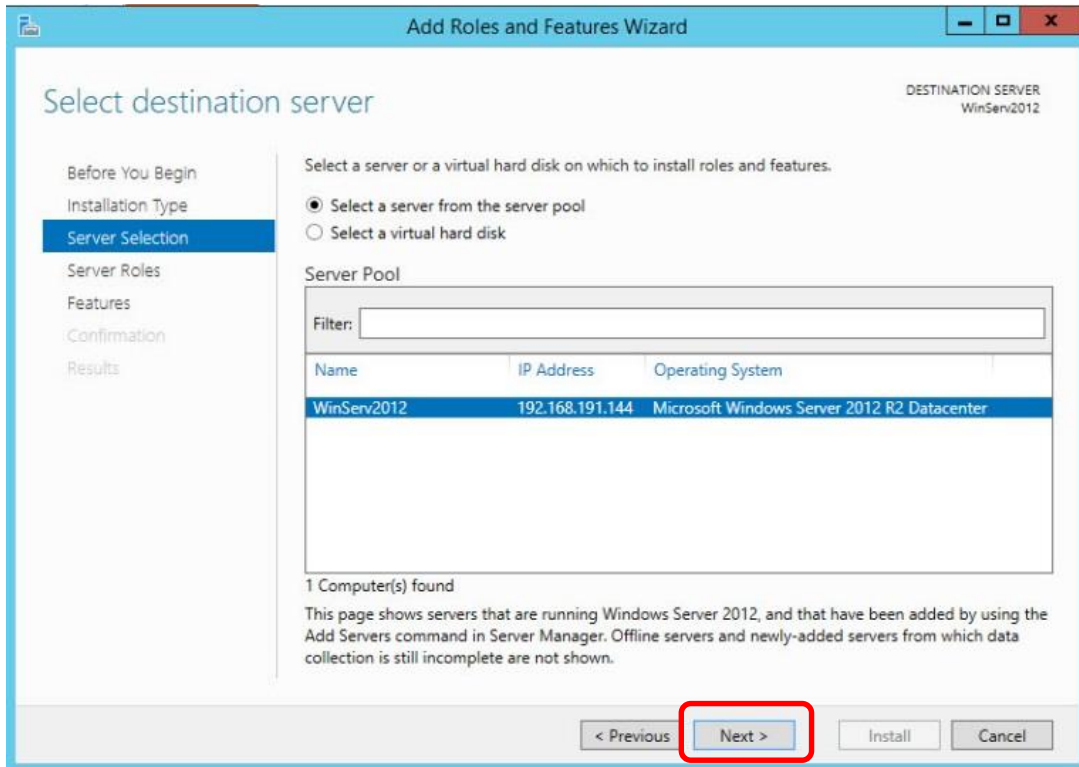 Add Roles and Features Wizard
Select destination server
DESTINATION SERVER
WinServ2012
Before You Begin
Installation Type
Server Selection
Server Roles
Features
Confirmation
Results
Select a server or a virtual hard disk on which to install roles and features.
Select a server from the server pool
Select a virtual hard disk
Server Pool
Filter:
Name IP Address Operating System
WinServ2012 192.168.191.144 Microsoft Windows Server 2012 R2 Datacenter
1 Computer(s) found
This page shows servers that are running Windows Server 2012, and that have been added by using the
Add Servers command in Server Manager. Offline servers and newly-added servers from which data
collection is still incomplete are not shown.
< Previous Next > Install Cancel